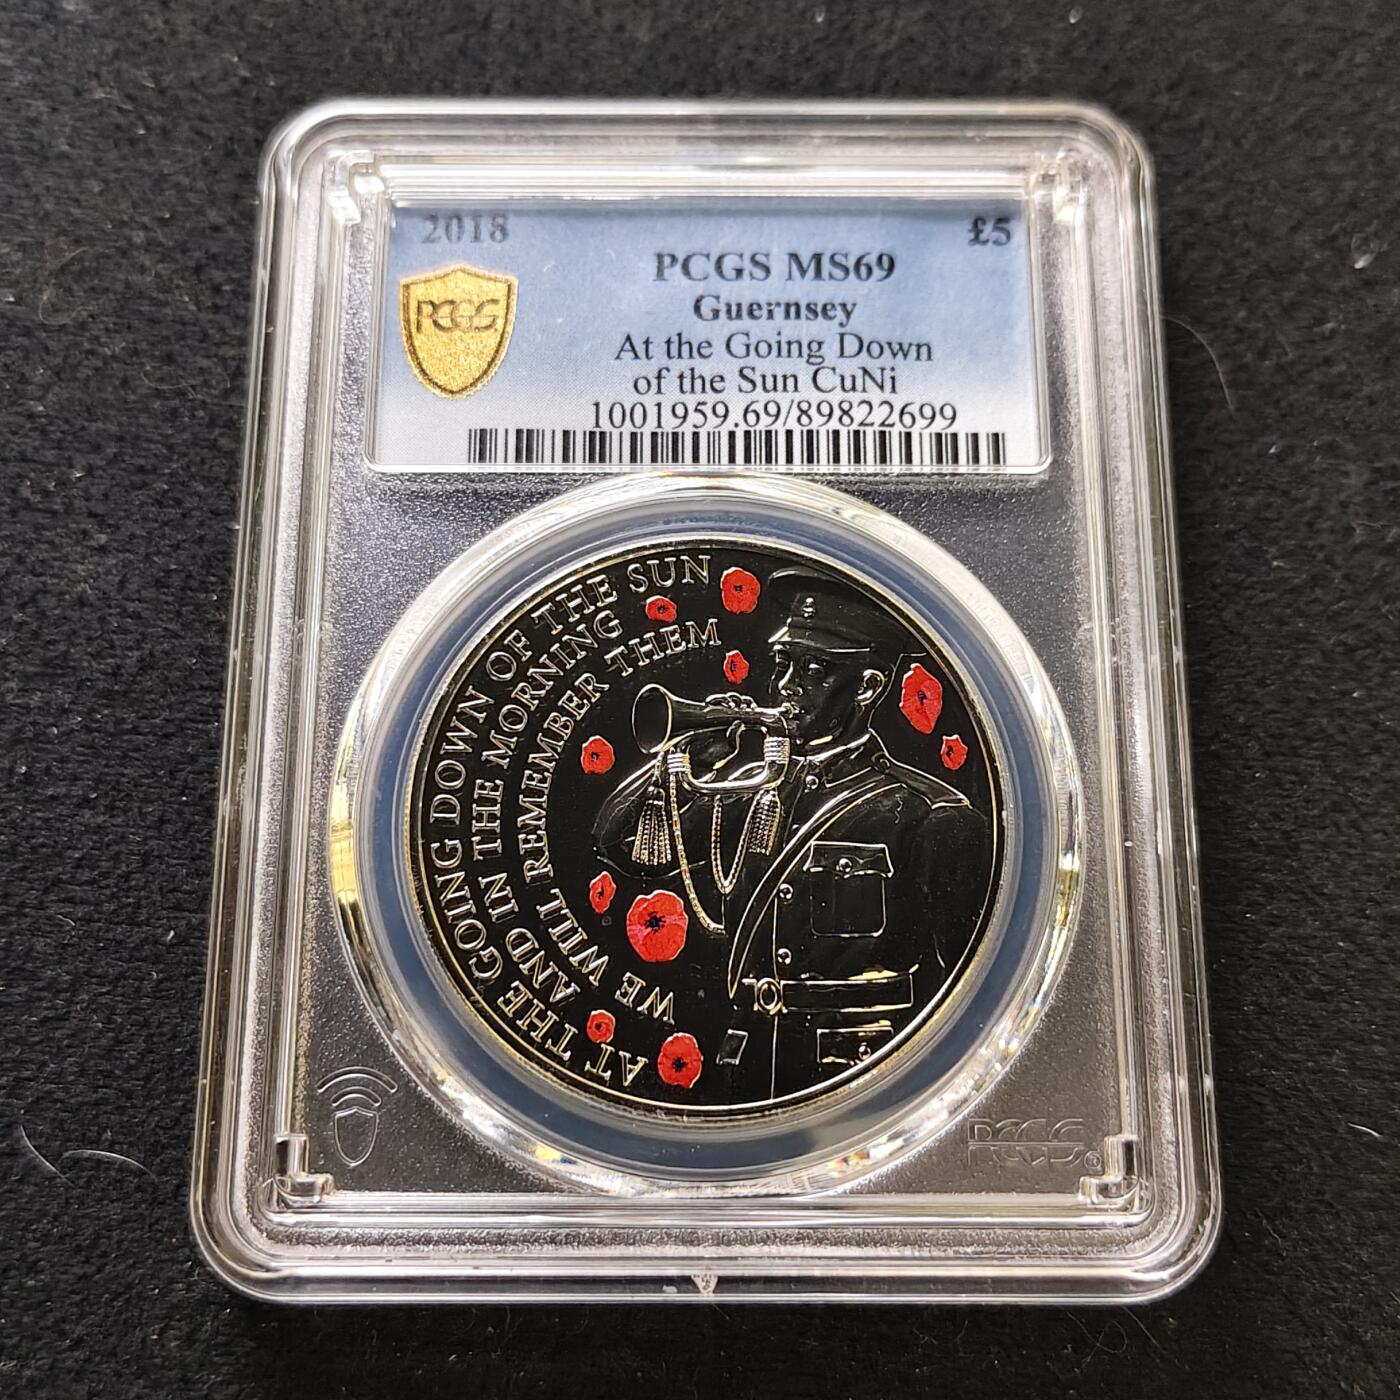 2018 £5
PCGS MS69
Guernsey
PCGS
At the Going Down
of the Sun CuNi
1001959.69/89822699
AT THE GOING DOWN OF THE SUN
AND IN THE MORNING
WE WILL REMEMBER THEM
PCGS